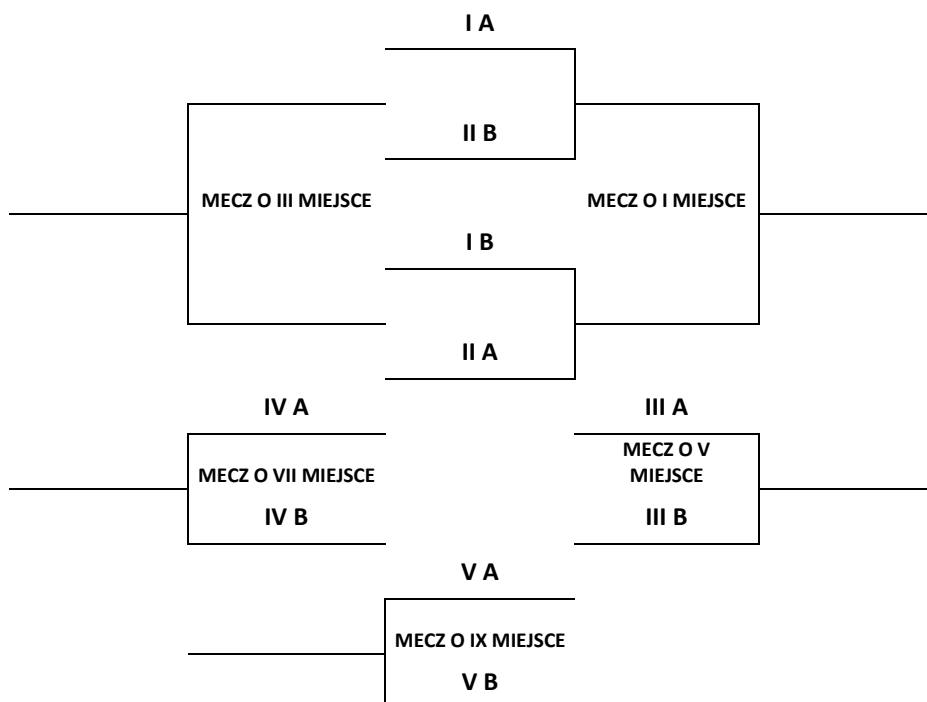 I A
II B
MECZ O III MIEJSCE
MECZ O I MIEJSCE
I B
II A
IV A
III A
MECZ O VII MIEJSCE
MECZ O V
MIEJSCE
IV B
III B
V A
MECZ O IX MIEJSCE
V B